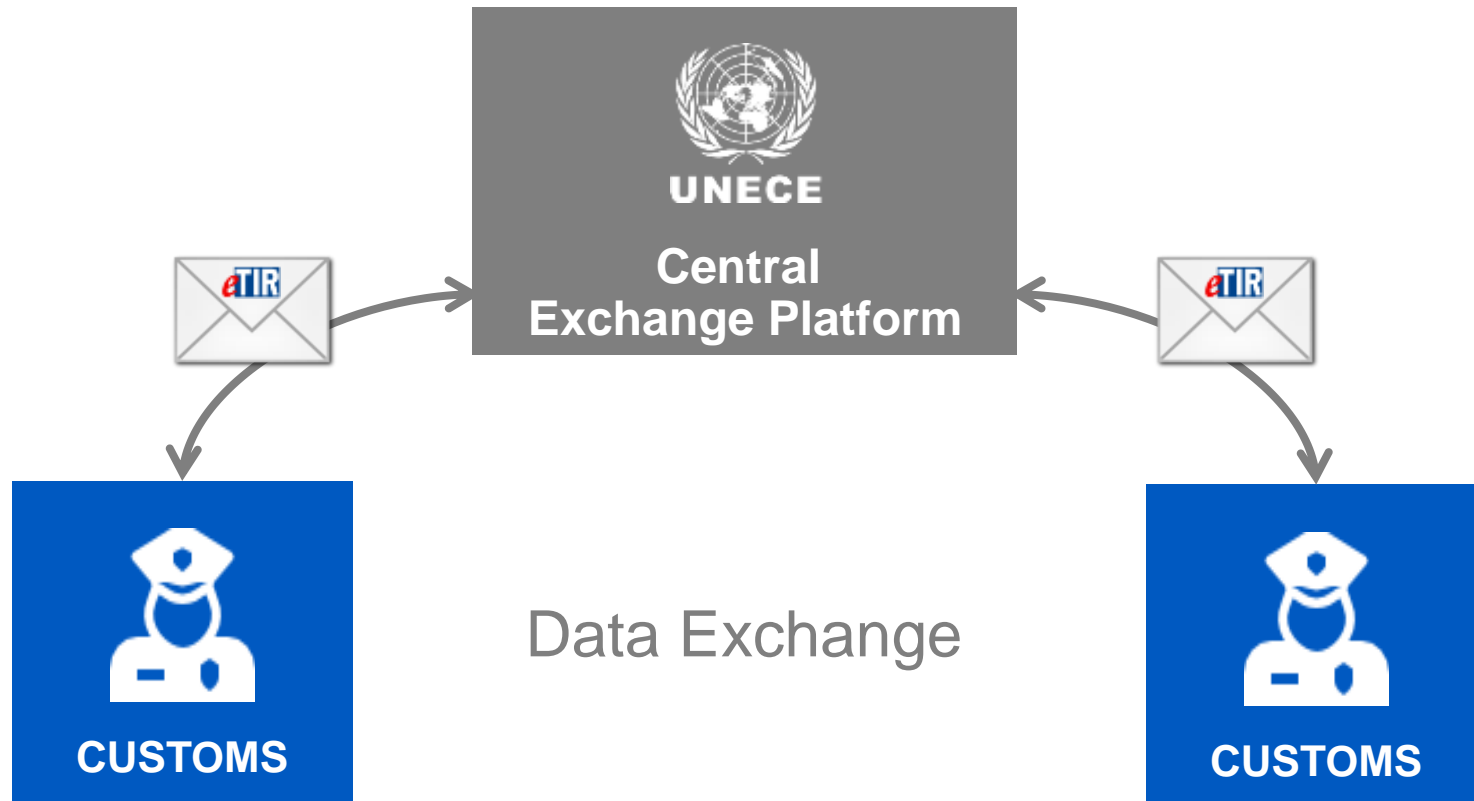 UNECE
Central
Exchange Platform
eTIR
eTIR
Data Exchange
CUSTOMS
CUSTOMS